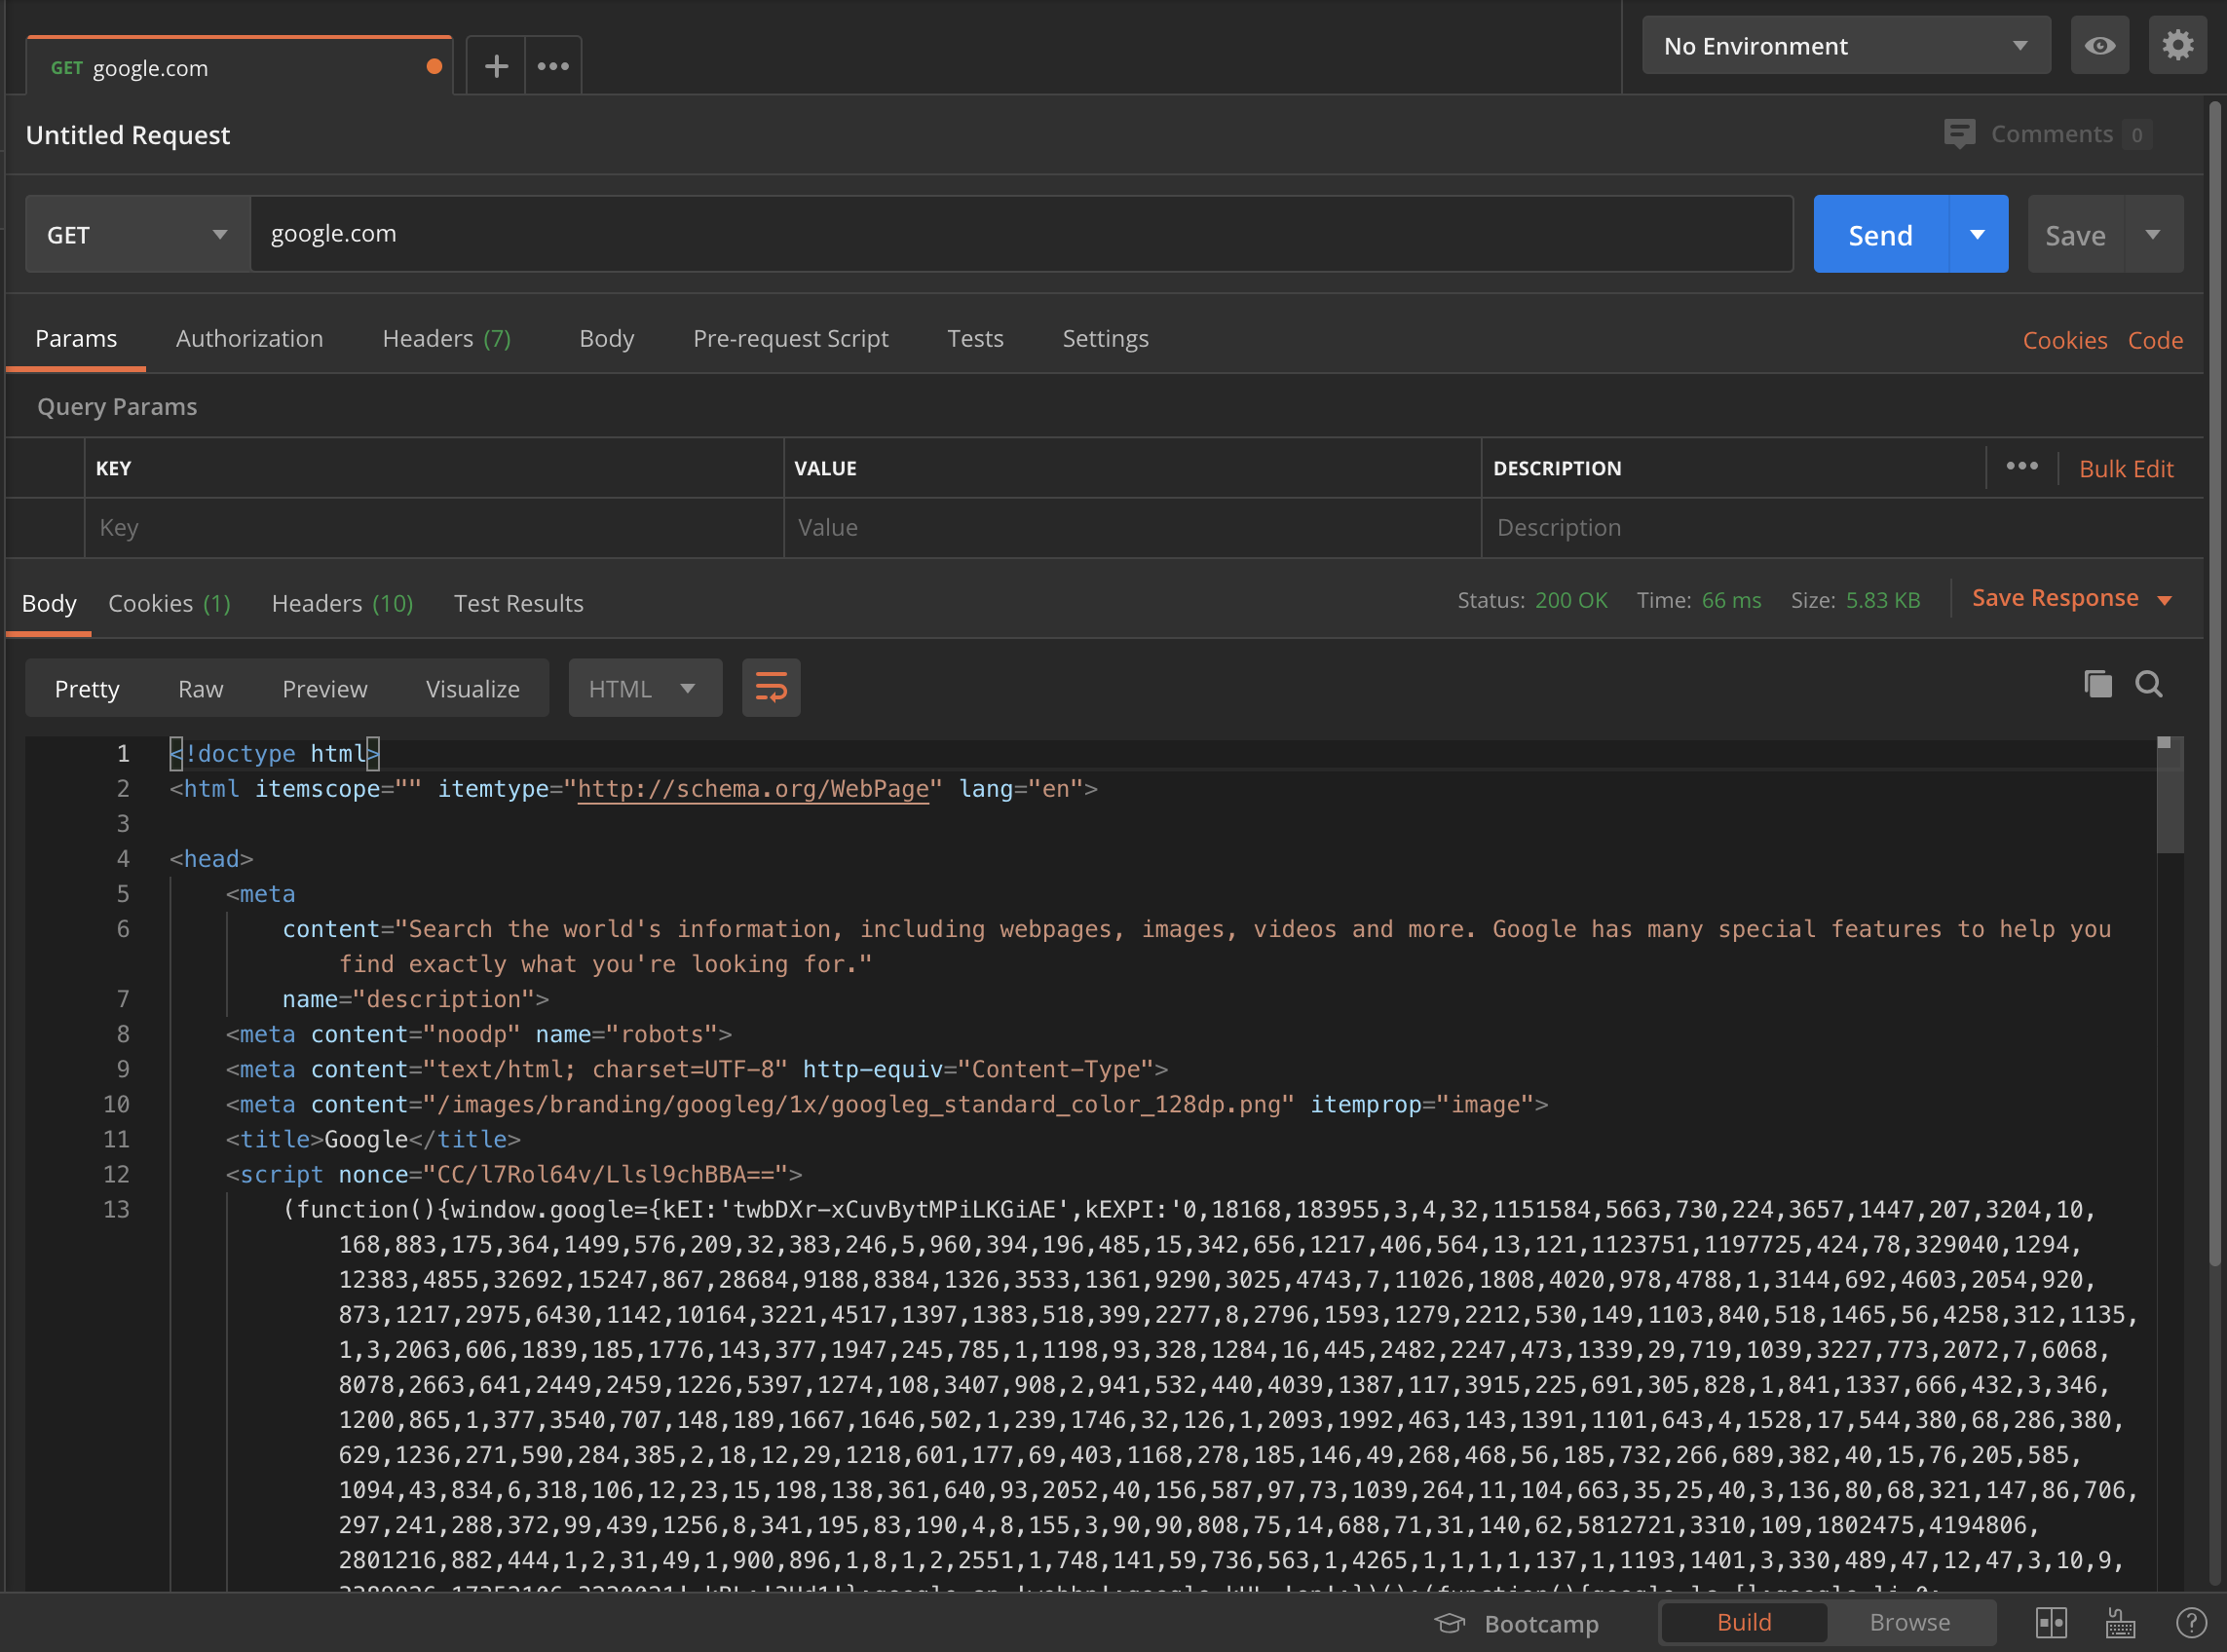 GET google.com
No Environment
Untitled Request
Comments 0
GET google.com Send Save
Params Authorization Headers (7) Body Pre-request Script Tests Settings Cookies Code
Query Params
KEY VALUE DESCRIPTION Bulk Edit
Key Value Description
Body Cookies (1) Headers (10) Test Results Status: 200 OK Time: 66 ms Size: 5.83 KB Save Response
Pretty Raw Preview Visualize HTML
1 <!doctype html>
2 <html itemscope="" itemtype="http://schema.org/WebPage" lang="en">
3
4 <head>
5 <meta
6 content="Search the world's information, including webpages, images, videos and more. Google has many special features to help you
find exactly what you're looking for."
7 name="description">
8 <meta content="noodp" name="robots">
9 <meta content="text/html; charset=UTF-8" http-equiv="Content-Type">
10 <meta content="/images/branding/googleg/1x/googleg_standard_color_128dp.png" itemprop="image">
11 <title>Google</title>
12 <script nonce="CC/l7Rol64v/Llsl9chBBA==">
13 (function(){window.google={kEI:'twbDXr-xCuvBytMPiLKGiAE',kEXPI:'0,18168,183955,3,4,32,1151584,5663,730,224,3657,1447,207,3204,10,
168,883,175,364,1499,576,209,32,383,246,5,960,394,196,485,15,342,656,1217,406,564,13,121,1123751,1197725,424,78,329040,1294,
12383,4855,32692,15247,867,28684,9188,8384,1326,3533,1361,9290,3025,4743,7,11026,1808,4020,978,4788,1,3144,692,4603,2054,920,
873,1217,2975,6430,1142,10164,3221,4517,1397,1383,518,399,2277,8,2796,1593,1279,2212,530,149,1103,840,518,1465,56,4258,312,1135,
1,3,2063,606,1839,185,1776,143,377,1947,245,785,1,1198,93,328,1284,16,445,2482,2247,473,1339,29,719,1039,3227,773,2072,7,6068,
8078,2663,641,2449,2459,1226,5397,1274,108,3407,908,2,941,532,440,4039,1387,117,3915,225,691,305,828,1,841,1337,666,432,3,346,
1200,865,1,377,3540,707,148,189,1667,1646,502,1,239,1746,32,126,1,2093,1992,463,143,1391,1101,643,4,1528,17,544,380,68,286,380,
629,1236,271,590,284,385,2,18,12,29,1218,601,177,69,403,1168,278,185,146,49,268,468,56,185,732,266,689,382,40,15,76,205,585,
1094,43,834,6,318,106,12,23,15,198,138,361,640,93,2052,40,156,587,97,73,1039,264,11,104,663,35,25,40,3,136,80,68,321,147,86,706,
297,241,288,372,99,439,1256,8,341,195,83,190,4,8,155,3,90,90,808,75,14,688,71,31,140,62,5812721,3310,109,1802475,4194806,
2801216,882,444,1,2,31,49,1,900,896,1,8,1,2,2551,1,748,141,59,736,563,1,4265,1,1,1,1,137,1,1193,1401,3,330,489,47,12,47,3,10,9,
Bootcamp Build Browse